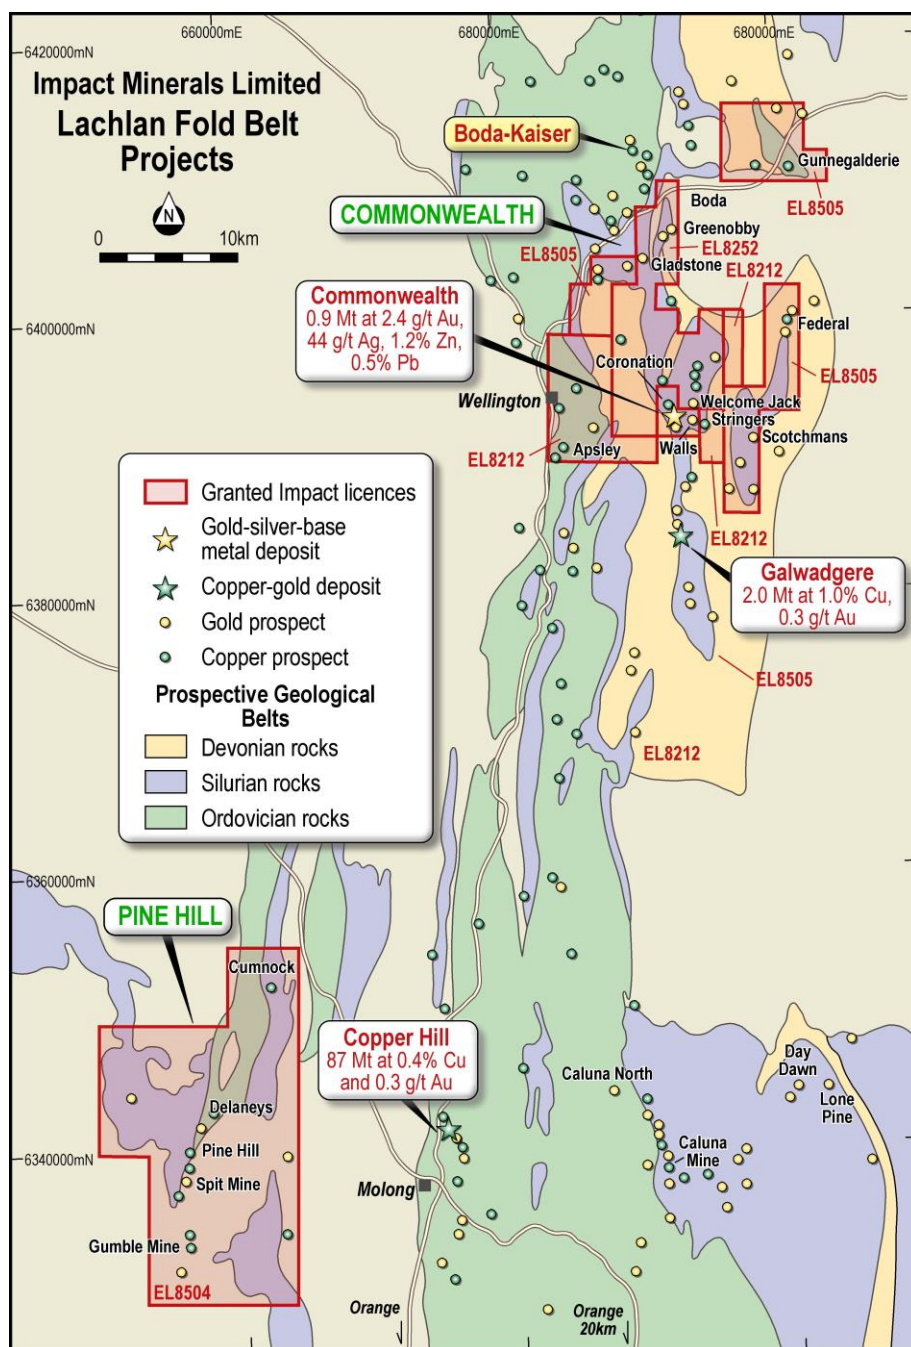 660000mE
680000mE
680000mE
6420000mN
Impact Minerals Limited
Lachlan Fold Belt
Projects
N
0
10km
Boda-Kaiser
Gunnegalderie
EL8505
COMMONWEALTH
Boda
Greenobby
EL8252
EL8505
Gladstone
EL8212
Commonwealth
0.9 Mt at 2.4 g/t Au,
44 g/t Ag, 1.2% Zn,
0.5% Pb
6400000mN
Federal
Coronation
EL8505
Wellington
Welcome Jack
Stringers
Scotchmans
EL8212
Apsley
Walls
EL8212
Granted Impact licences
Gold-silver-base
metal deposit
Copper-gold deposit
Gold prospect
Copper prospect
Prospective Geological
Belts
Devonian rocks
Silurian rocks
Ordovician rocks
Galwadgere
2.0 Mt at 1.0% Cu,
0.3 g/t Au
6380000mN
EL8505
EL8212
6360000mN
PINE HILL
Cumnock
Copper Hill
87 Mt at 0.4% Cu
and 0.3 g/t Au
Day
Dawn
Caluna North
Lone
Pine
Delaneys
Pine Hill
Caluna
Mine
6340000mN
Spit Mine
Molong
Gumble Mine
EL8504
Orange
Orange
20km